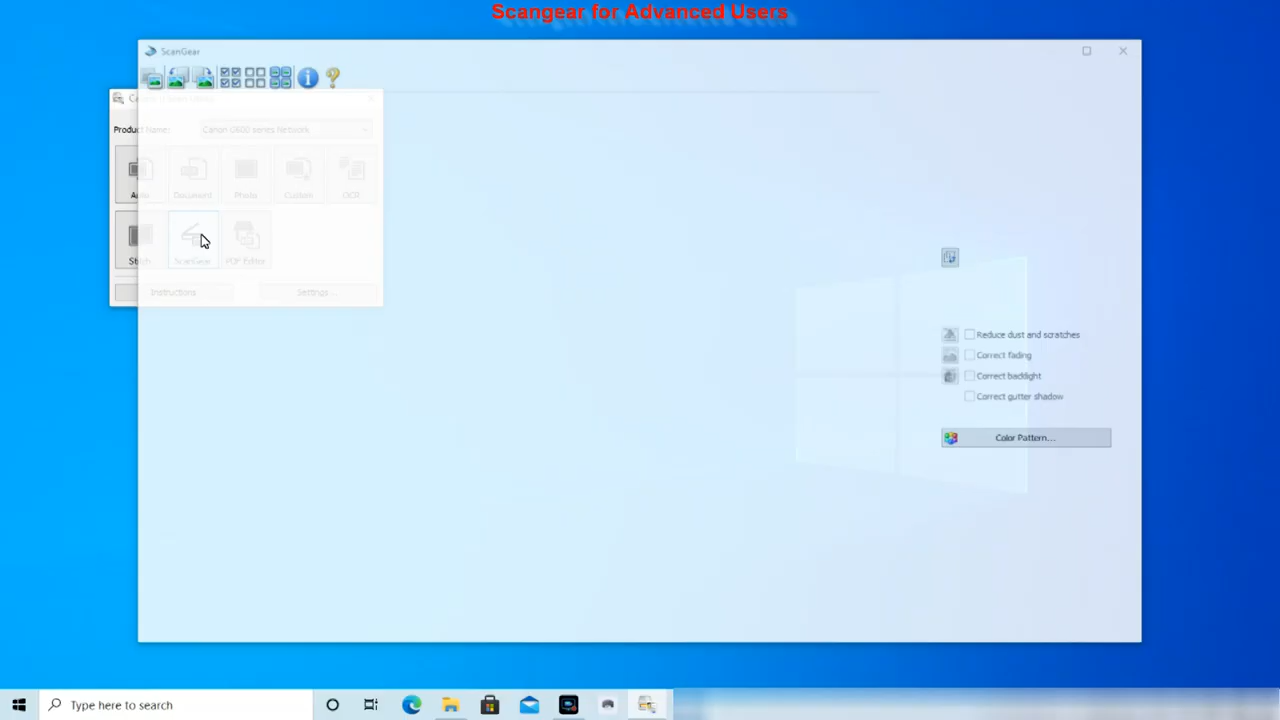 Scangear for Advanced Users
ScanGear
Product Name:
Canon G600 series Network
Auto
Document
Photo
Custom
OCR
Stitch
ScanGear
PDF Editor
Instructions
Settings...
Reduce dust and scratches
Correct fading
Correct backlight
Correct gutter shadow
Color Pattern...
Type here to search